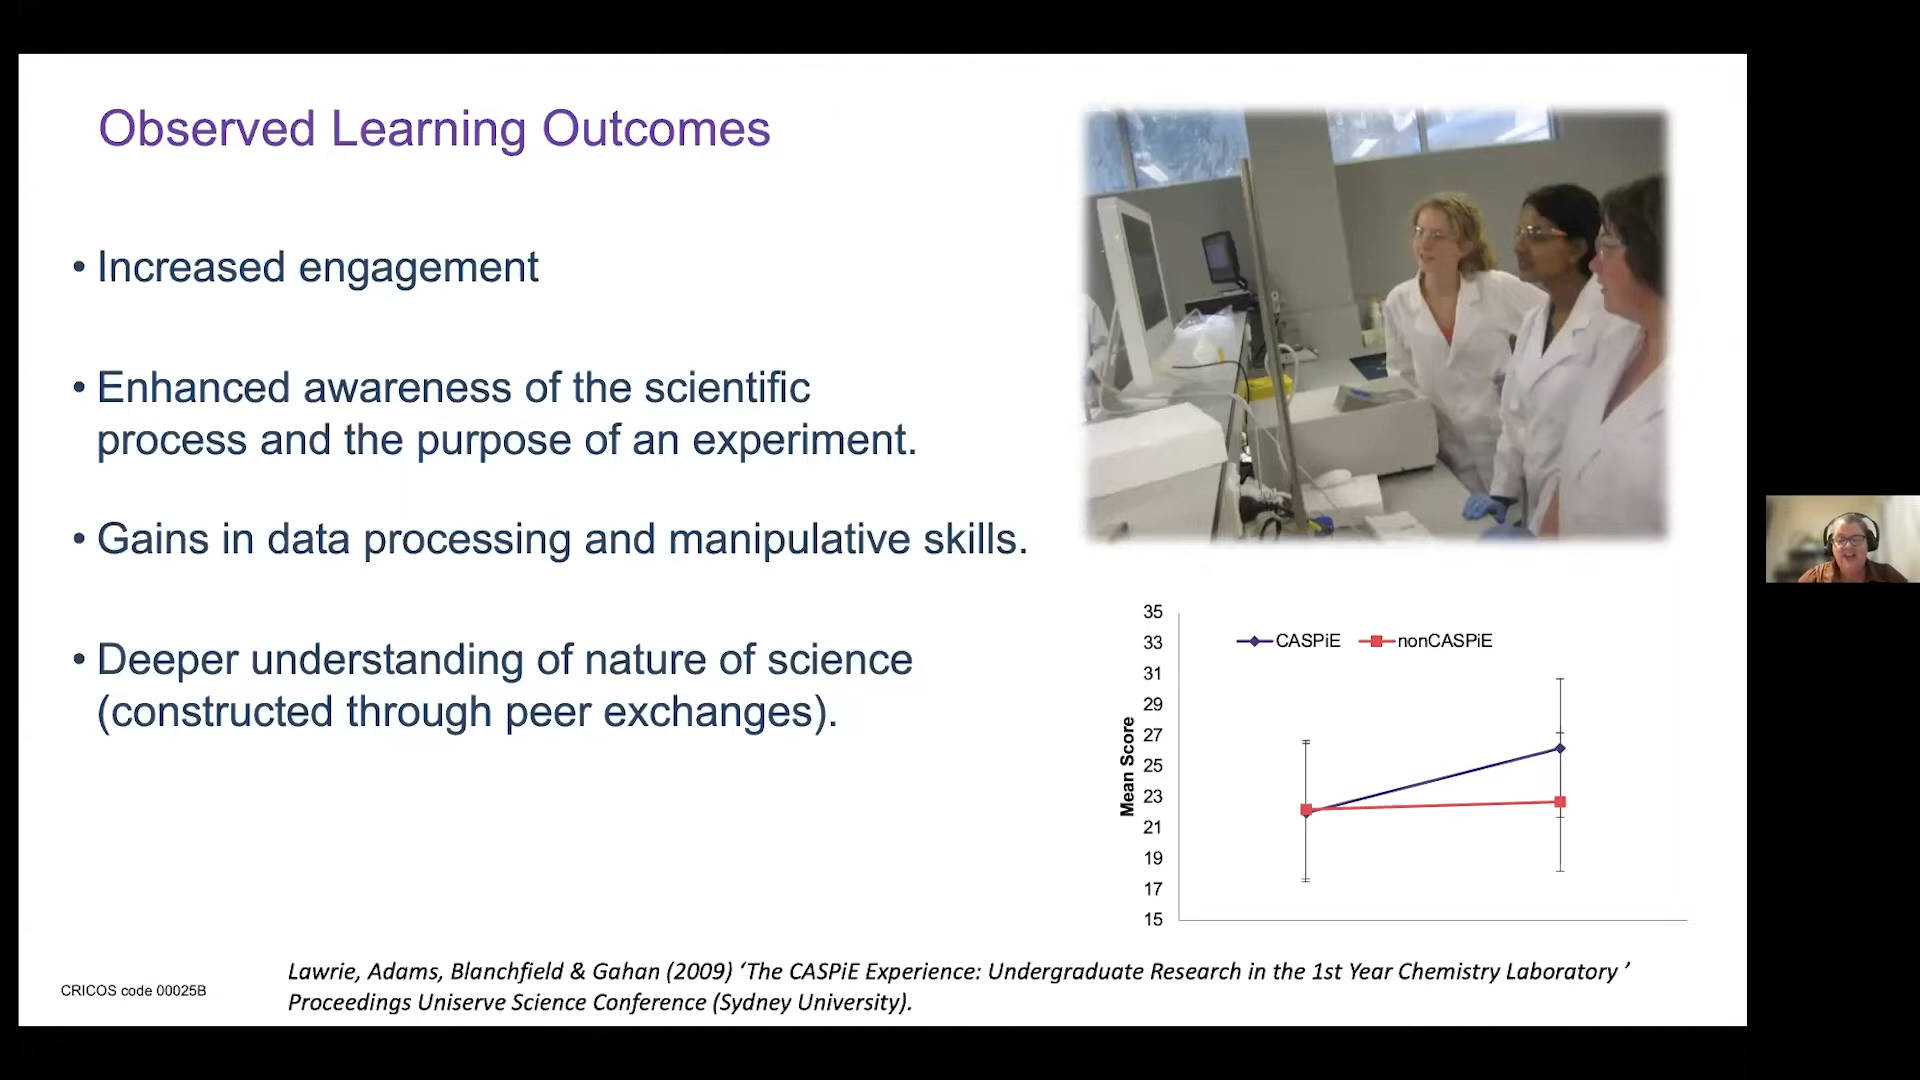 Observed Learning Outcomes
• Increased engagement
• Enhanced awareness of the scientific
process and the purpose of an experiment.
• Gains in data processing and manipulative skills.
• Deeper understanding of nature of science
(constructed through peer exchanges).
35
33
31
29
27
25
23
21
19
17
15
Mean Score
CASPiE
nonCASPiE
Lawrie, Adams, Blanchfield & Gahan (2009) ‘The CASPiE Experience: Undergraduate Research in the 1st Year Chemistry Laboratory ’
Proceedings Uniserve Science Conference (Sydney University).
CRICOS code 00025B